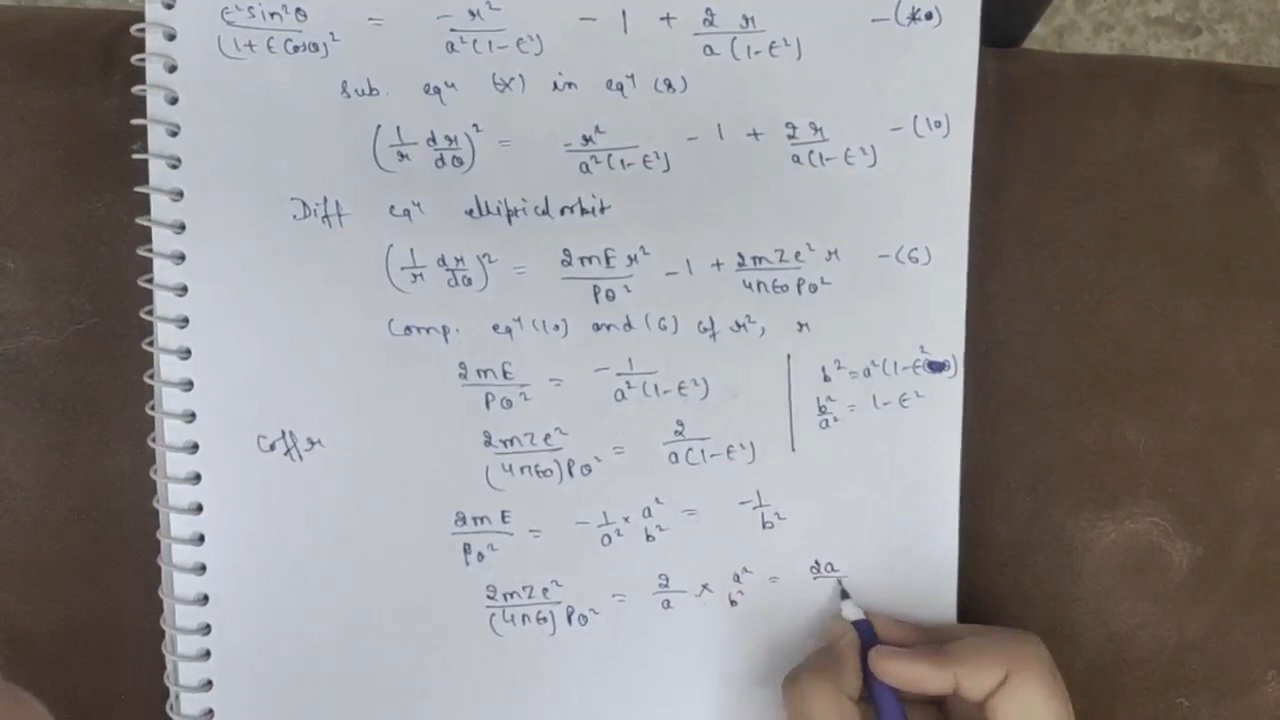 ϵ²sin²θ/(1+ϵcosθ)² = -r²/a²(1-ϵ²) - 1 + 2r/a(1-ϵ²) -(*)
Sub. eqⁿ (*) in eqⁿ (8)
(1/r dr/dθ)² = -r²/a²(1-ϵ²) - 1 + 2r/a(1-ϵ²) -(10)
Diff eqⁿ elliptical orbit
(1/r dr/dθ)² = 2mEr²/pθ² - 1 + 2mZe²r/4πϵ₀pθ² -(6)
Comp. eqⁿ(10) and (6) of r², r
2mE/pθ² = -1/a²(1-ϵ²)
b² = a²(1-ϵ²)
b²/a² = 1-ϵ²
Coff r 2mZe²/(4πϵ₀)pθ² = 2/a(1-ϵ²)
2mE/pθ² = -1/a² × a²/b² = -1/b²
2mZe²/(4πϵ₀)pθ² = 2/a × a²/b² = 2a